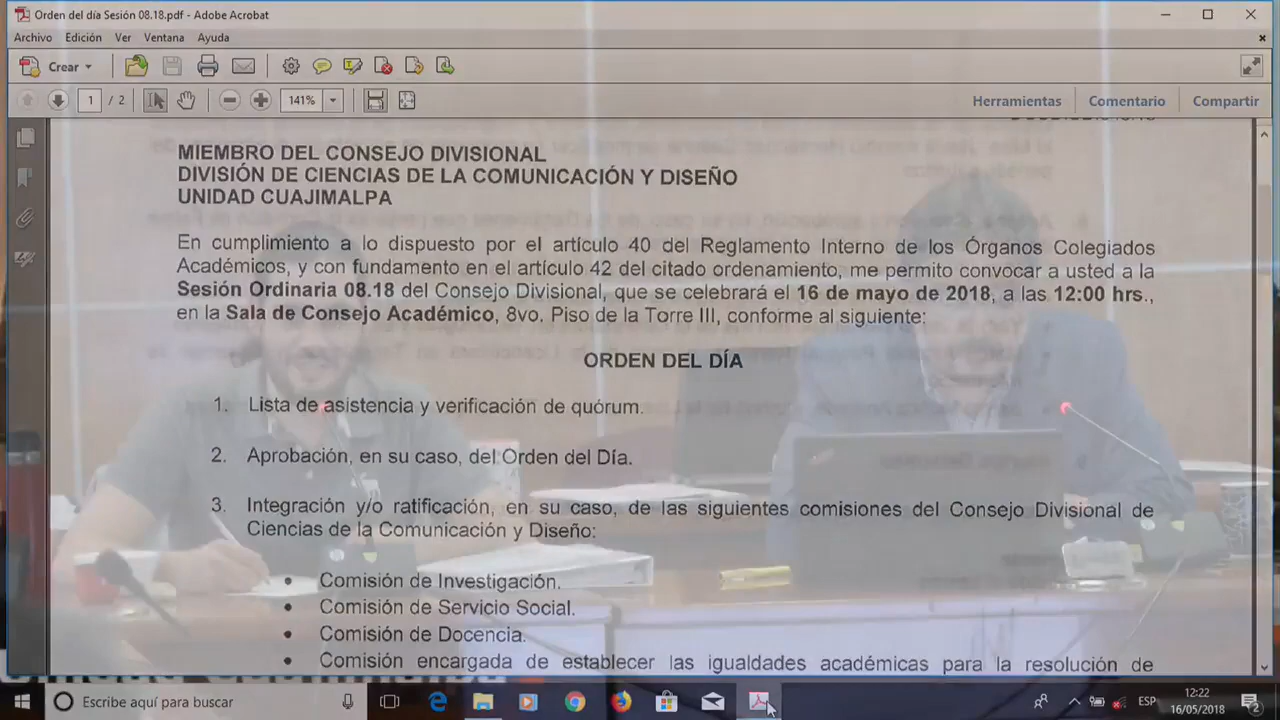 Orden del día Sesión 08.18.pdf - Adobe Acrobat
Archivo Edición Ver Ventana Ayuda
Crear
1 / 2 141% Herramientas Comentario Compartir
MIEMBRO DEL CONSEJO DIVISIONAL
DIVISIÓN DE CIENCIAS DE LA COMUNICACIÓN Y DISEÑO
UNIDAD CUAJIMALPA
En cumplimiento a lo dispuesto por el artículo 40 del Reglamento Interno de los Órganos Colegiados
Académicos, y con fundamento en el artículo 42 del citado ordenamiento, me permito convocar a usted a la
Sesión Ordinaria 08.18 del Consejo Divisional, que se celebrará el 16 de mayo de 2018, a las 12:00 hrs.,
en la Sala de Consejo Académico, 8vo. Piso de la Torre III, conforme al siguiente:
ORDEN DEL DÍA
1. Lista de asistencia y verificación de quórum.
2. Aprobación, en su caso, del Orden del Día.
3. Integración y/o ratificación, en su caso, de las siguientes comisiones del Consejo Divisional de
Ciencias de la Comunicación y Diseño:
• Comisión de Investigación.
• Comisión de Servicio Social.
• Comisión de Docencia.
• Comisión encargada de establecer las igualdades académicas para la resolución de
Escribe aquí para buscar
ESP
12:22
16/05/2018
2